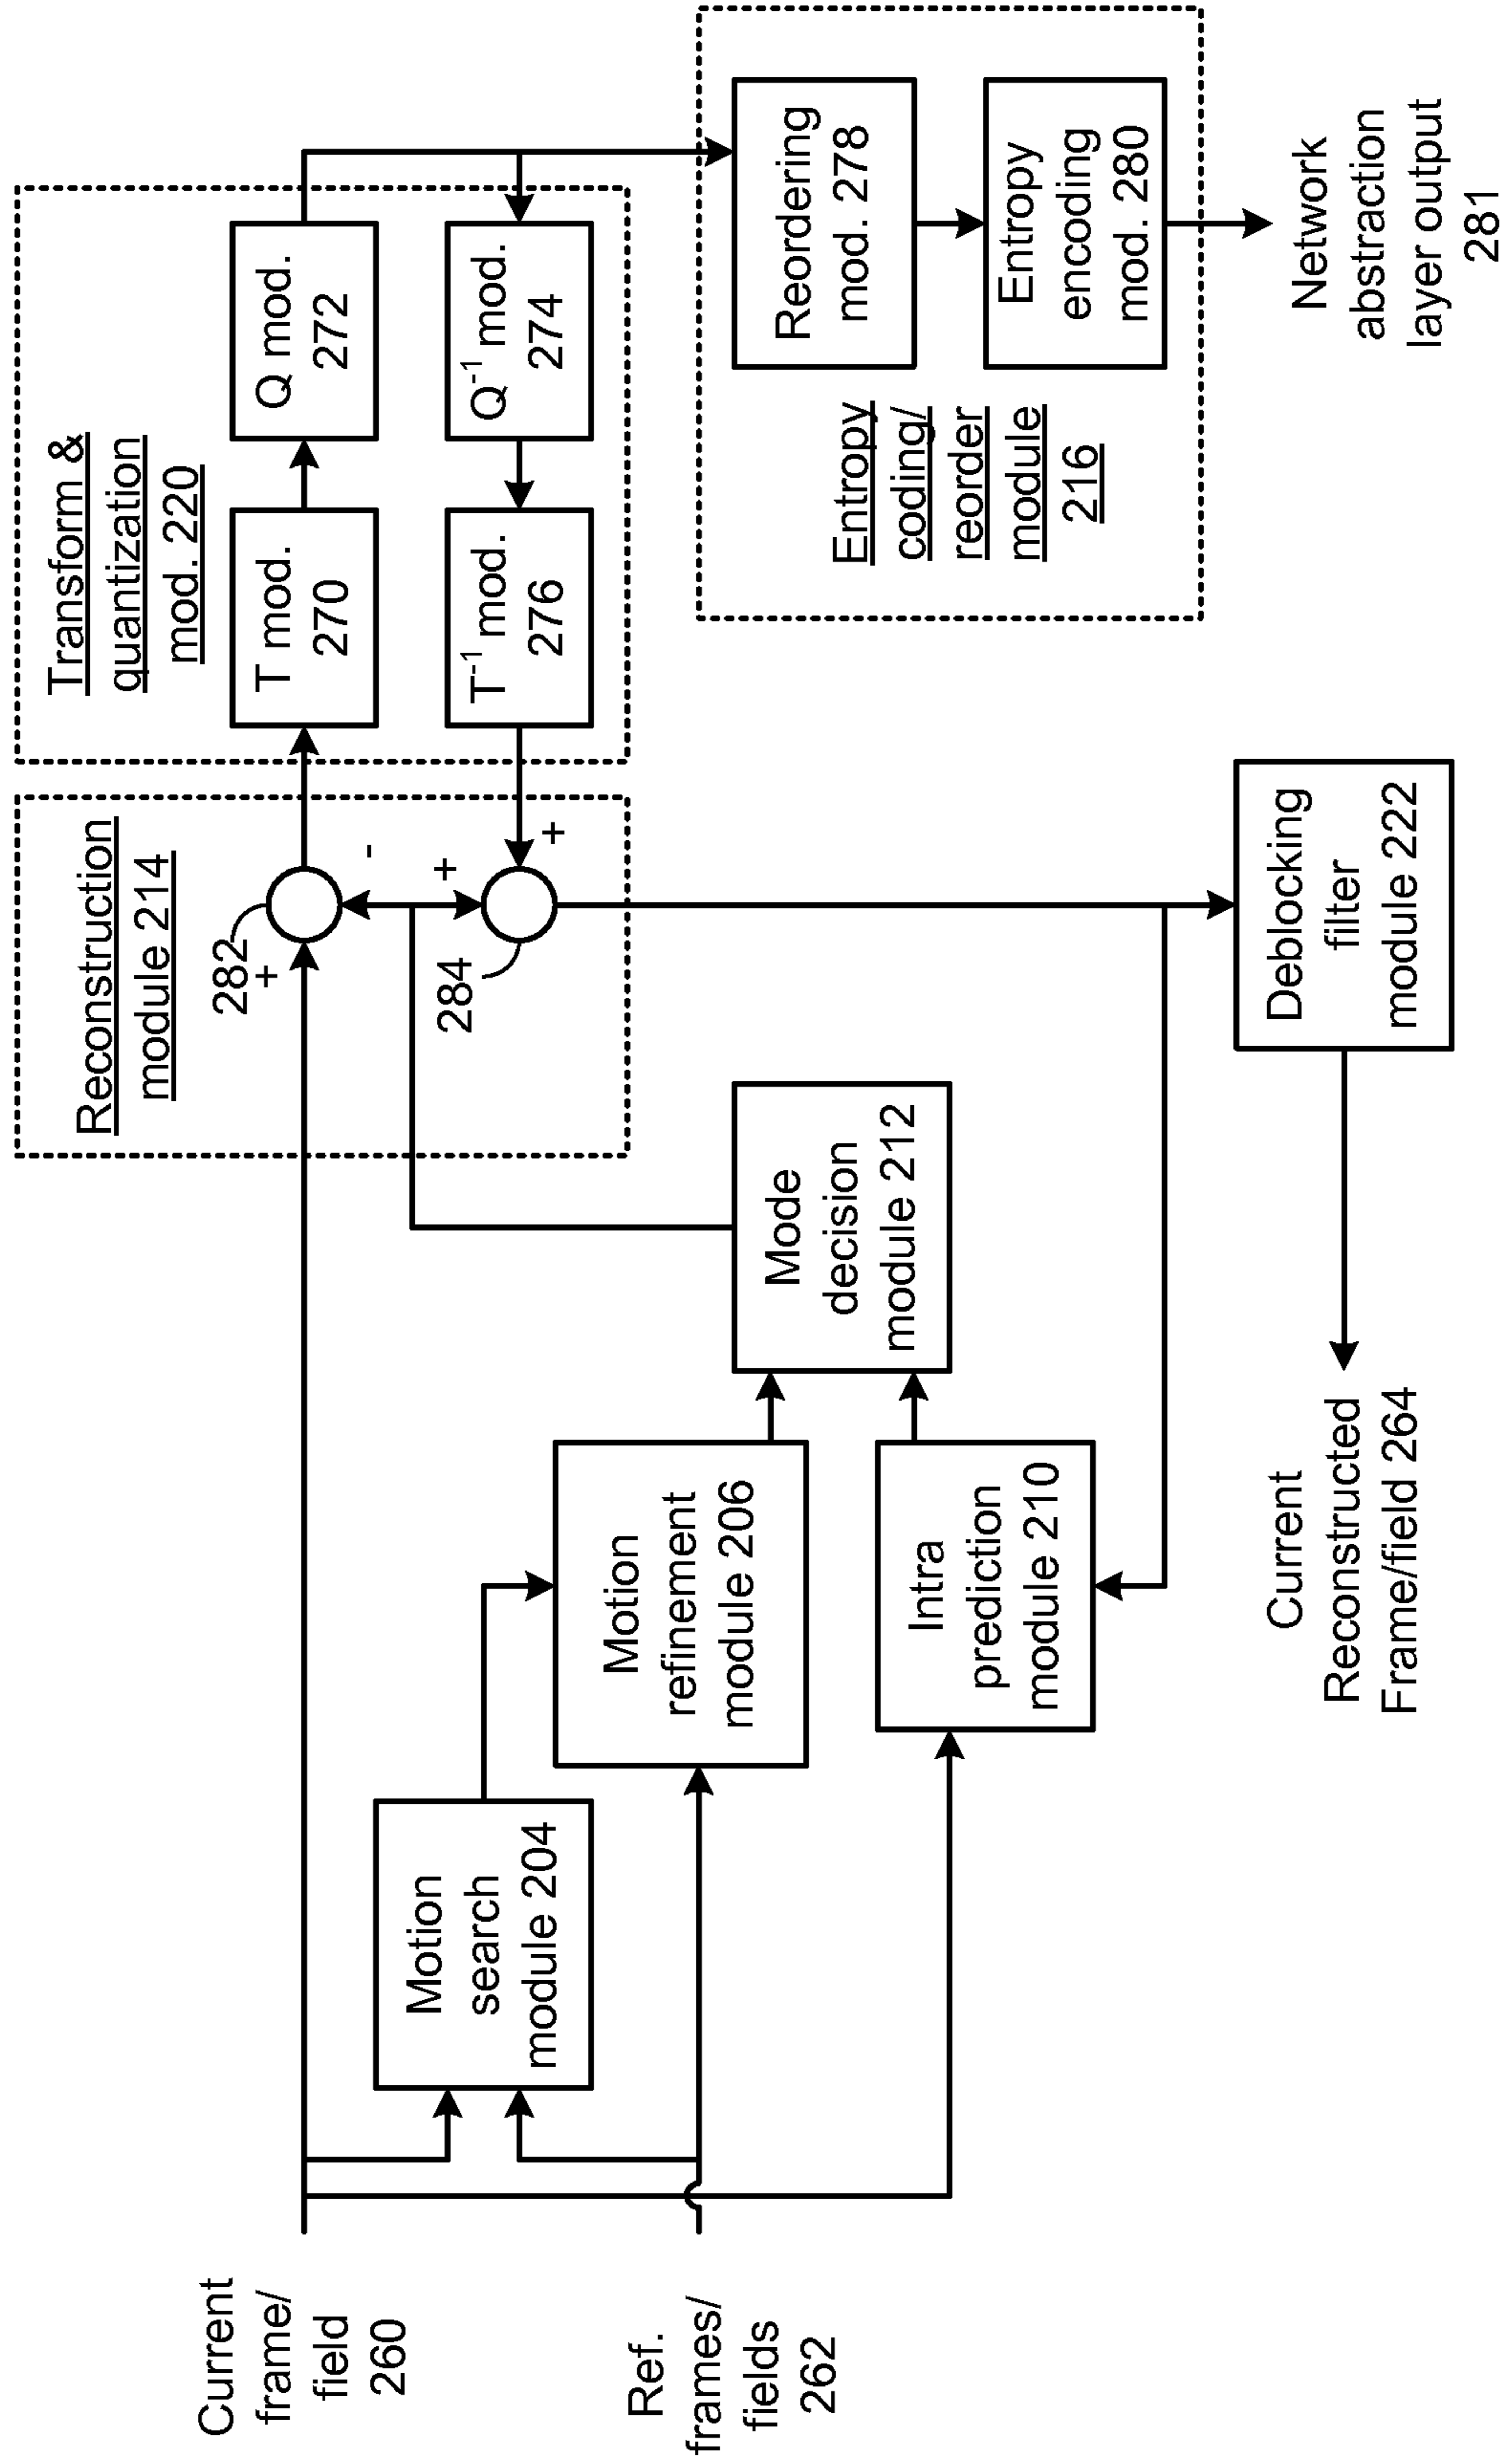 Current
frame/
field
260
Ref.
frames/
fields
262
Motion
search
module 204
Motion
refinement
module 206
Intra
prediction
module 210
Mode
decision
module 212
Reconstruction
module 214
282
+
-
284
+
+
Transform &
quantization
mod. 220
T mod.
270
Q mod.
272
T⁻¹ mod.
276
Q⁻¹ mod.
274
Entropy
coding/
reorder
module
216
Reordering
mod. 278
Entropy
encoding
mod. 280
Network
abstraction
layer output
281
Deblocking
filter
module 222
Current
Reconstructed
Frame/field 264